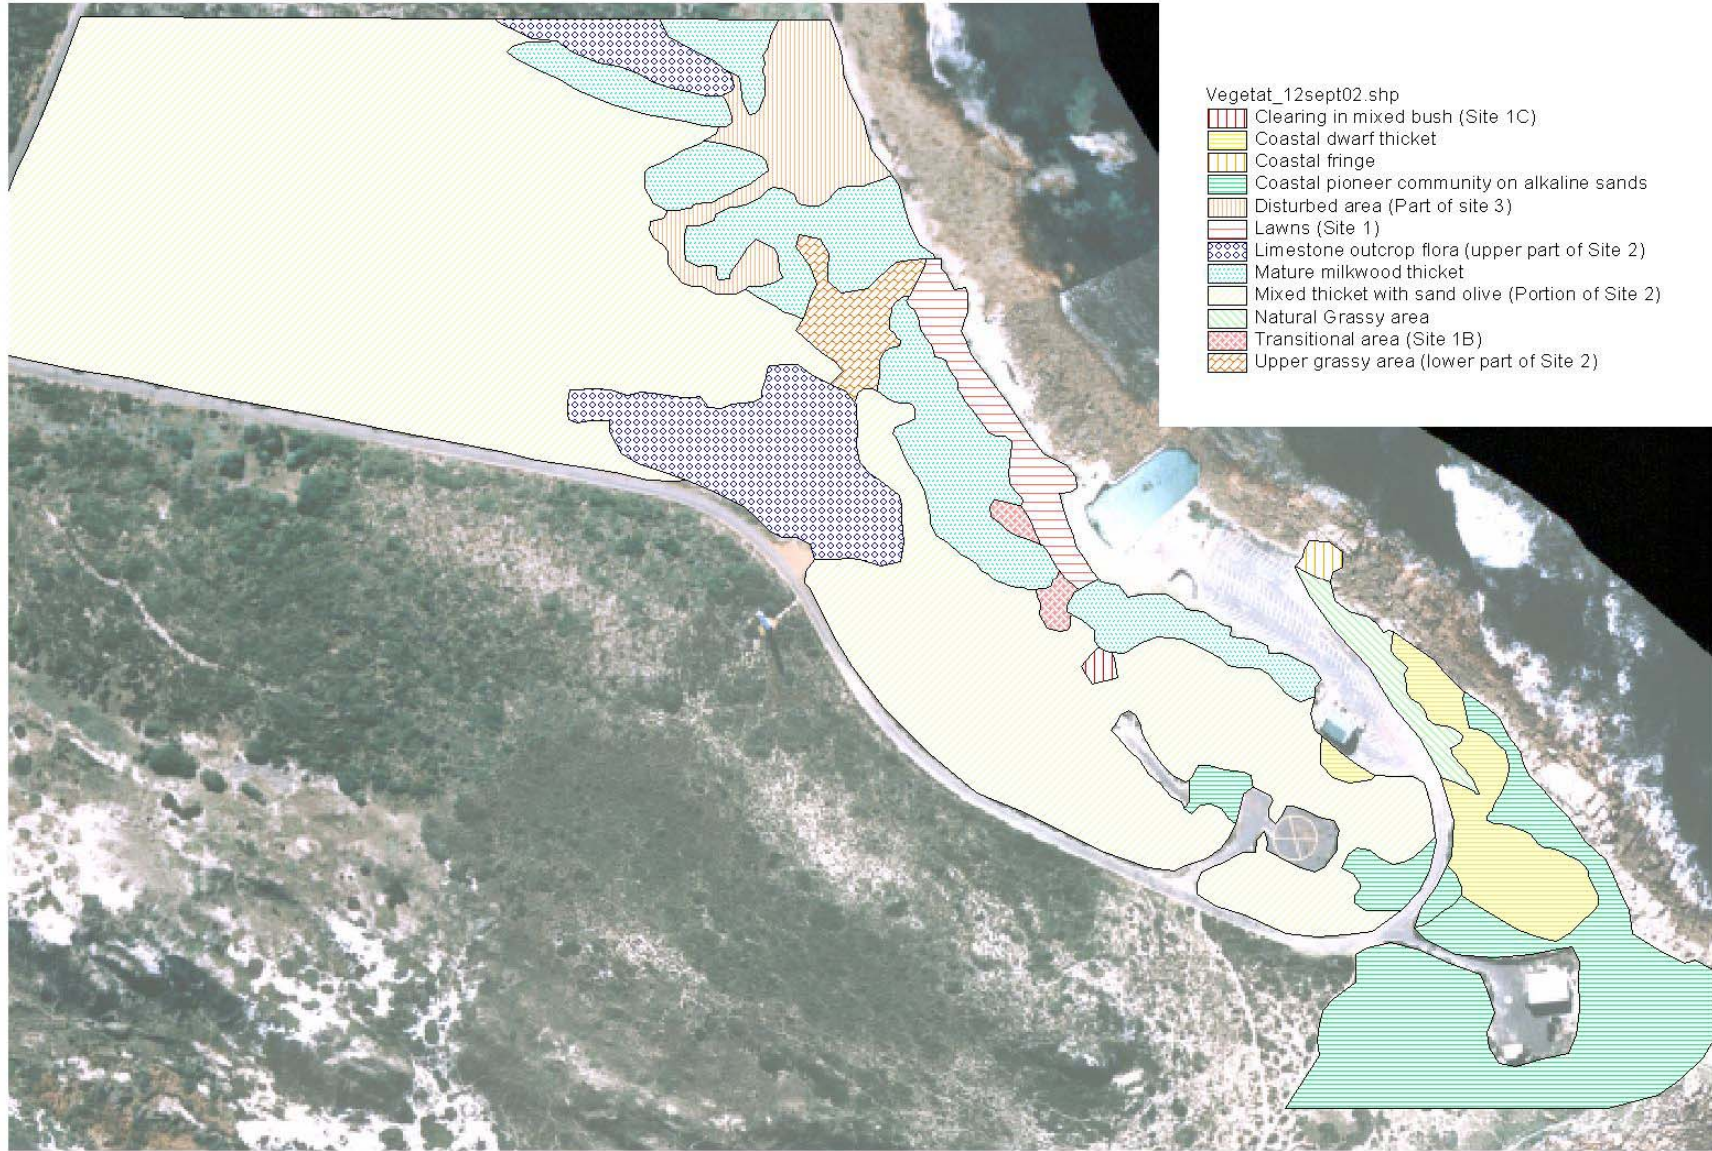 Vegetat_12sept02.shp
Clearing in mixed bush (Site 1C)
Coastal dwarf thicket
Coastal fringe
Coastal pioneer community on alkaline sands
Disturbed area (Part of site 3)
Lawns (Site 1)
Limestone outcrop flora (upper part of Site 2)
Mature milkwood thicket
Mixed thicket with sand olive (Portion of Site 2)
Natural Grassy area
Transitional area (Site 1B)
Upper grassy area (lower part of Site 2)